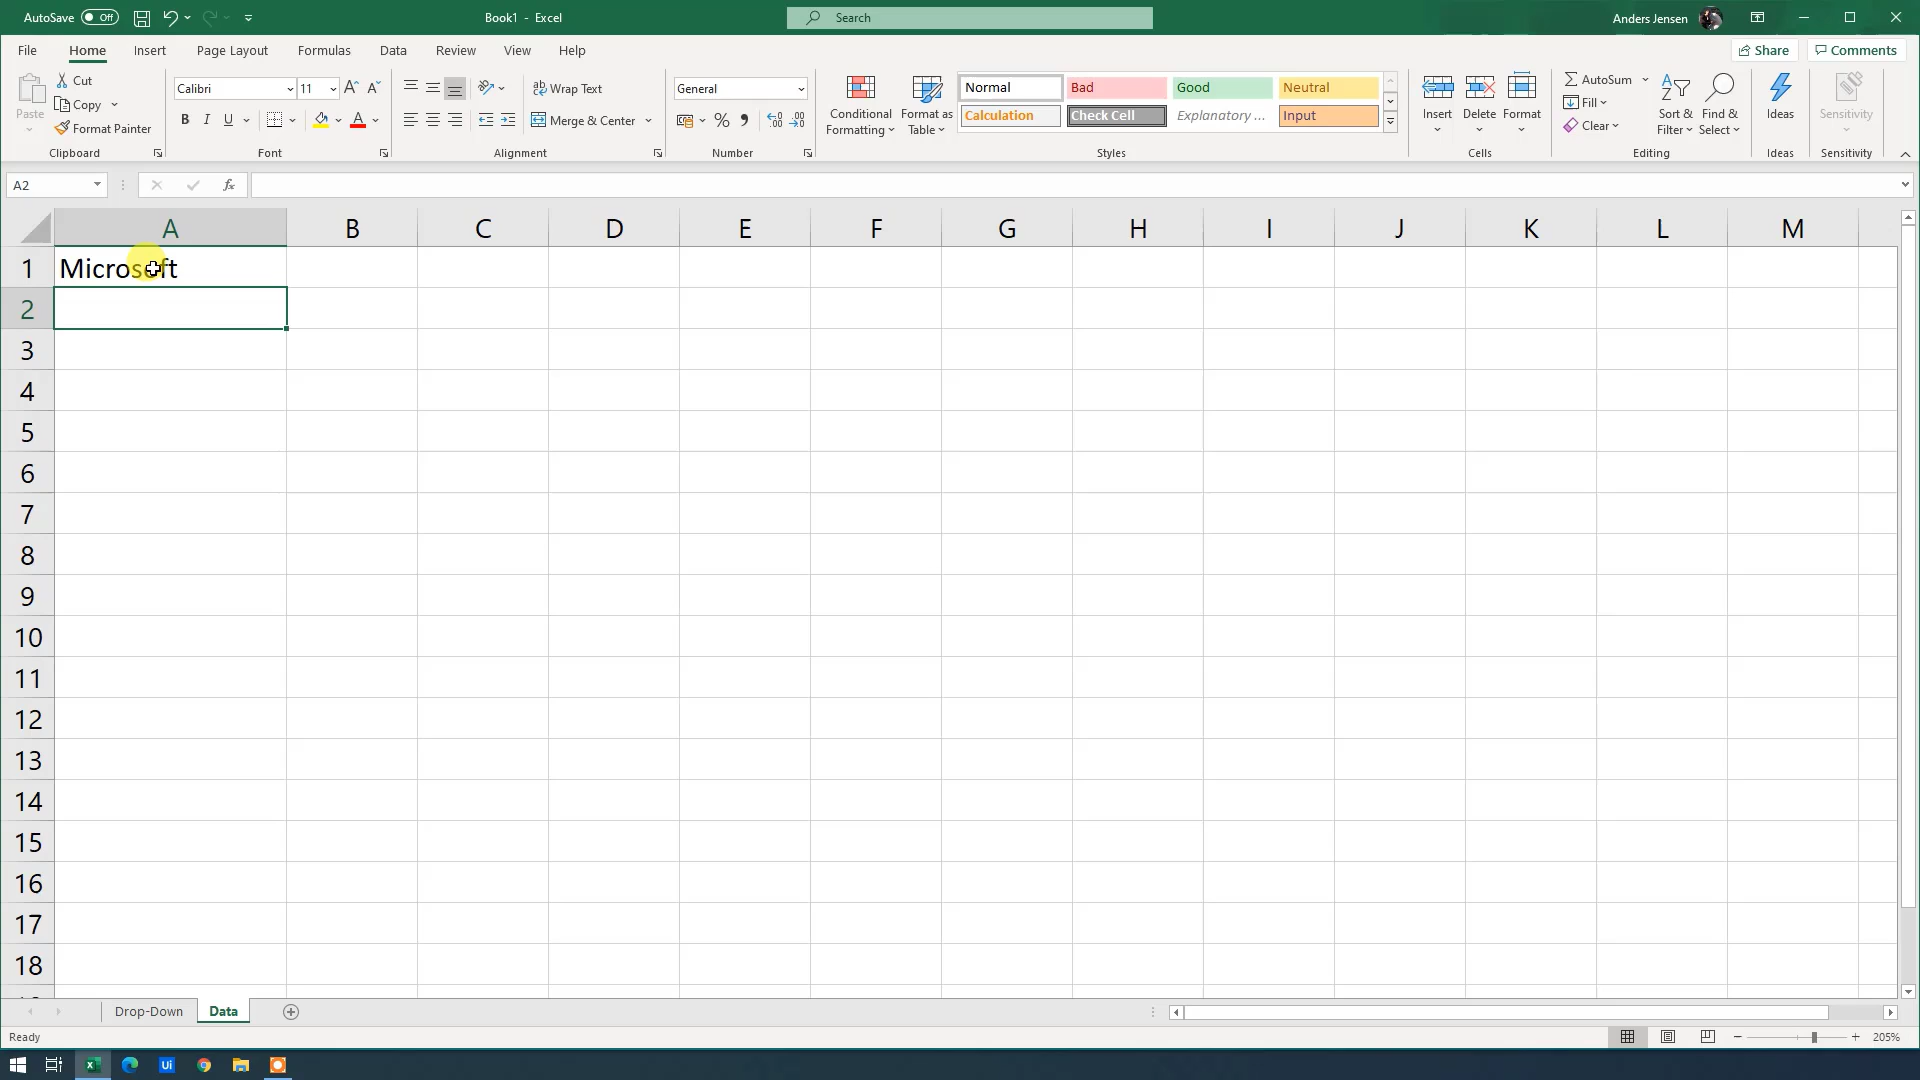 AutoSave Off
Book1 - Excel
Search
Anders Jensen
File Home Insert Page Layout Formulas Data Review View Help
Share Comments
Paste
Cut
Copy
Format Painter
Clipboard
Calibri 11
B I U A
Font
Wrap Text
Merge & Center
Alignment
General
%
Number
Conditional Formatting
Format as Table
Normal Bad Good Neutral
Calculation Check Cell Explanatory ... Input
Styles
Insert Delete Format
Cells
AutoSum
Fill
Clear
Sort & Filter
Find & Select
Editing
Ideas
Ideas
Sensitivity
Sensitivity
A2
fx
A B C D E F G H I J K L M
1 Microsoft
2
3
4
5
6
7
8
9
10
11
12
13
14
15
16
17
18
Drop-Down Data
Ready
205%
Ui